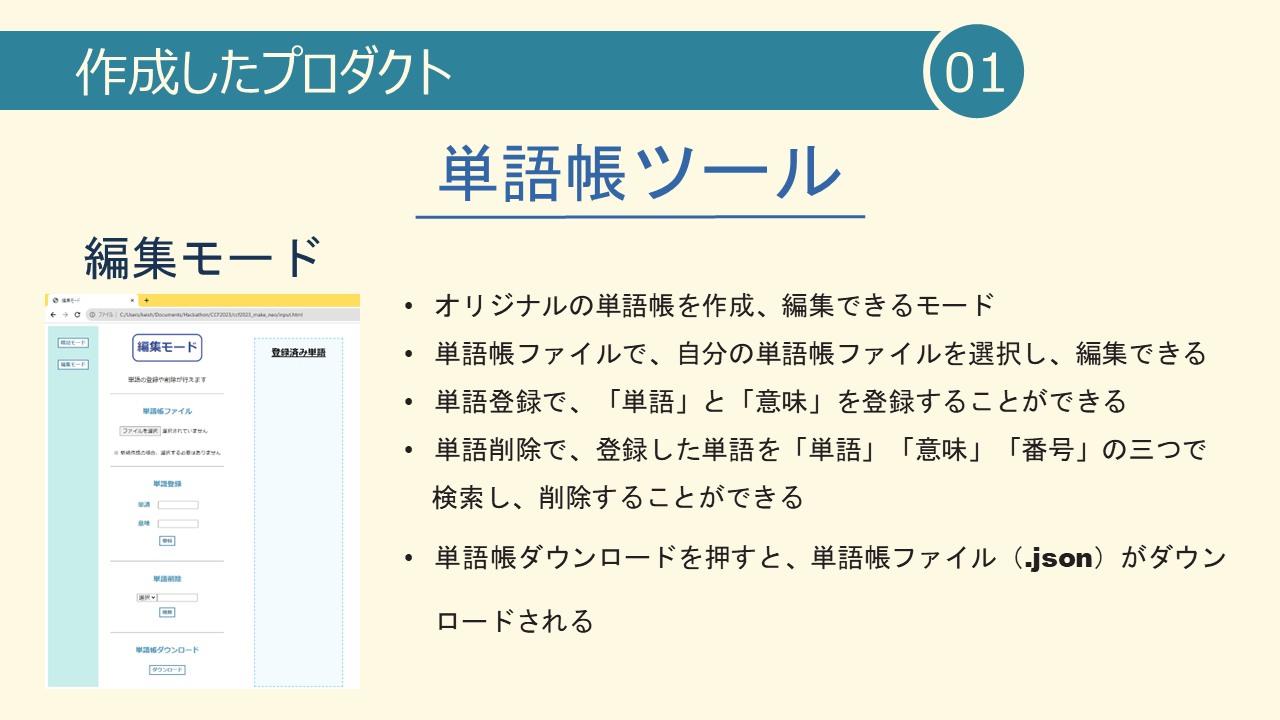 作成したプロダクト
01
単語帳ツール
編集モード
編集モード
ファイル | C:/Users/keish/Documents/Hackathon/CCF2023/ccf2023_make_neo/input.html
編集モード
編集モード
登録済み単語
単語の登録や削除が行えます
単語帳ファイル
ファイルを選択 選択されていません
※ 新規作成の場合、選択する必要はありません
単語登録
単語
意味
登録
単語削除
選択
検索
単語帳ダウンロード
ダウンロード
• オリジナルの単語帳を作成、編集できるモード
• 単語帳ファイルで、自分の単語帳ファイルを選択し、編集できる
• 単語登録で、「単語」と「意味」を登録することができる
• 単語削除で、登録した単語を「単語」「意味」「番号」の三つで
検索し、削除することができる
• 単語帳ダウンロードを押すと、単語帳ファイル（.json）がダウン
ロードされる